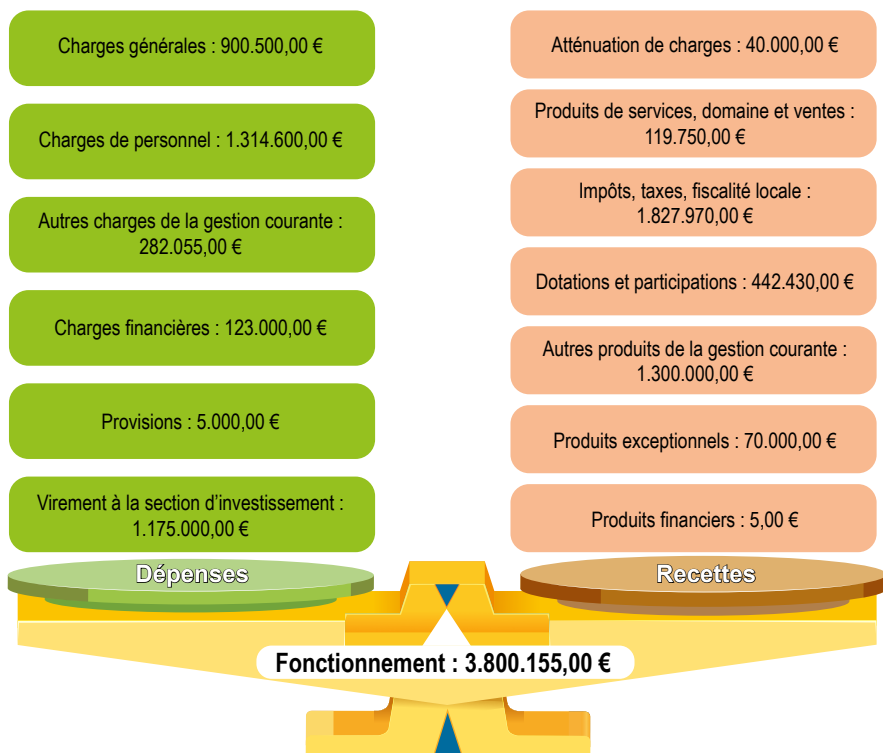 Charges générales : 900.500,00 €
Charges de personnel : 1.314.600,00 €
Autres charges de la gestion courante :
282.055,00 €
Charges financières : 123.000,00 €
Provisions : 5.000,00 €
Virement à la section d’investissement :
1.175.000,00 €
Dépenses
Atténuation de charges : 40.000,00 €
Produits de services, domaine et ventes :
119.750,00 €
Impôts, taxes, fiscalité locale :
1.827.970,00 €
Dotations et participations : 442.430,00 €
Autres produits de la gestion courante :
1.300.000,00 €
Produits exceptionnels : 70.000,00 €
Produits financiers : 5,00 €
Recettes
Fonctionnement : 3.800.155,00 €